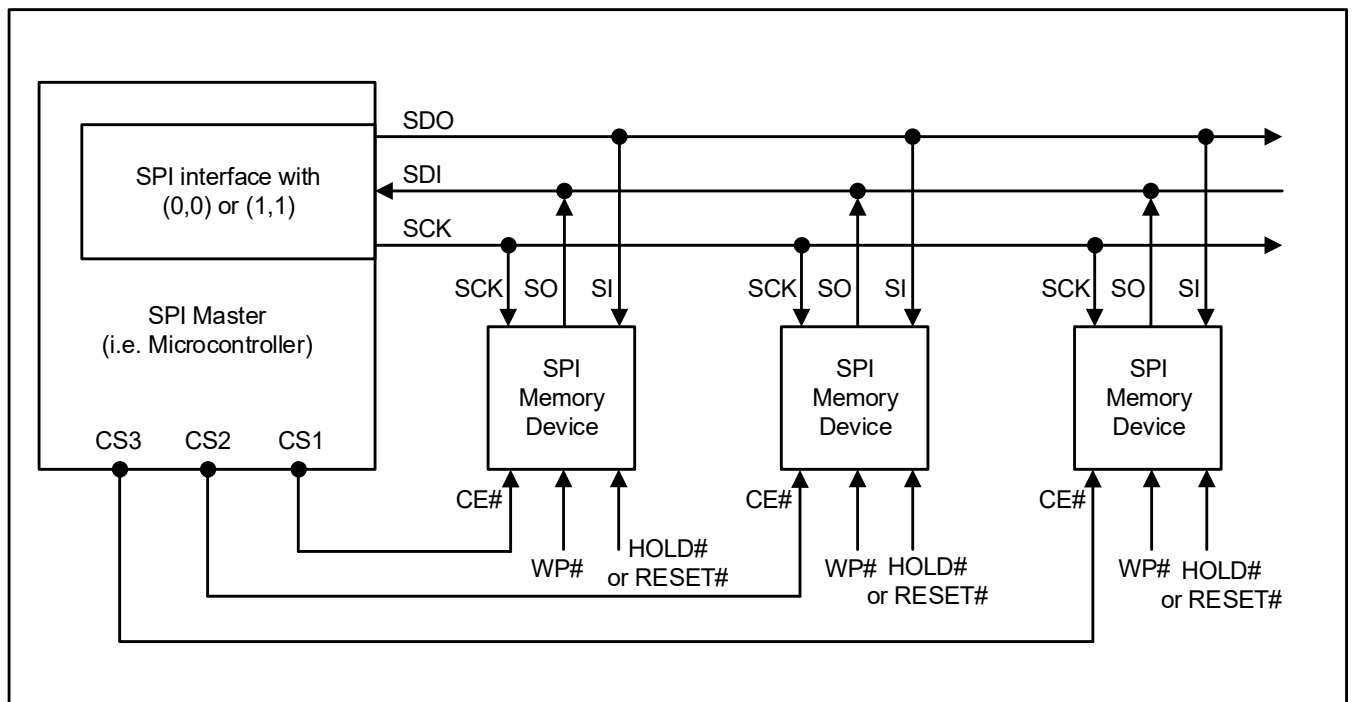 SDO
SPI interface with
(0,0) or (1,1)
SDI
SCK
SPI Master
(i.e. Microcontroller)
CS3 CS2 CS1
SCK SO SI
SPI
Memory
Device
CE#
WP#
HOLD#
or RESET#
SCK SO SI
SPI
Memory
Device
CE#
WP#
HOLD#
or RESET#
SCK SO SI
SPI
Memory
Device
CE#
WP#
HOLD#
or RESET#